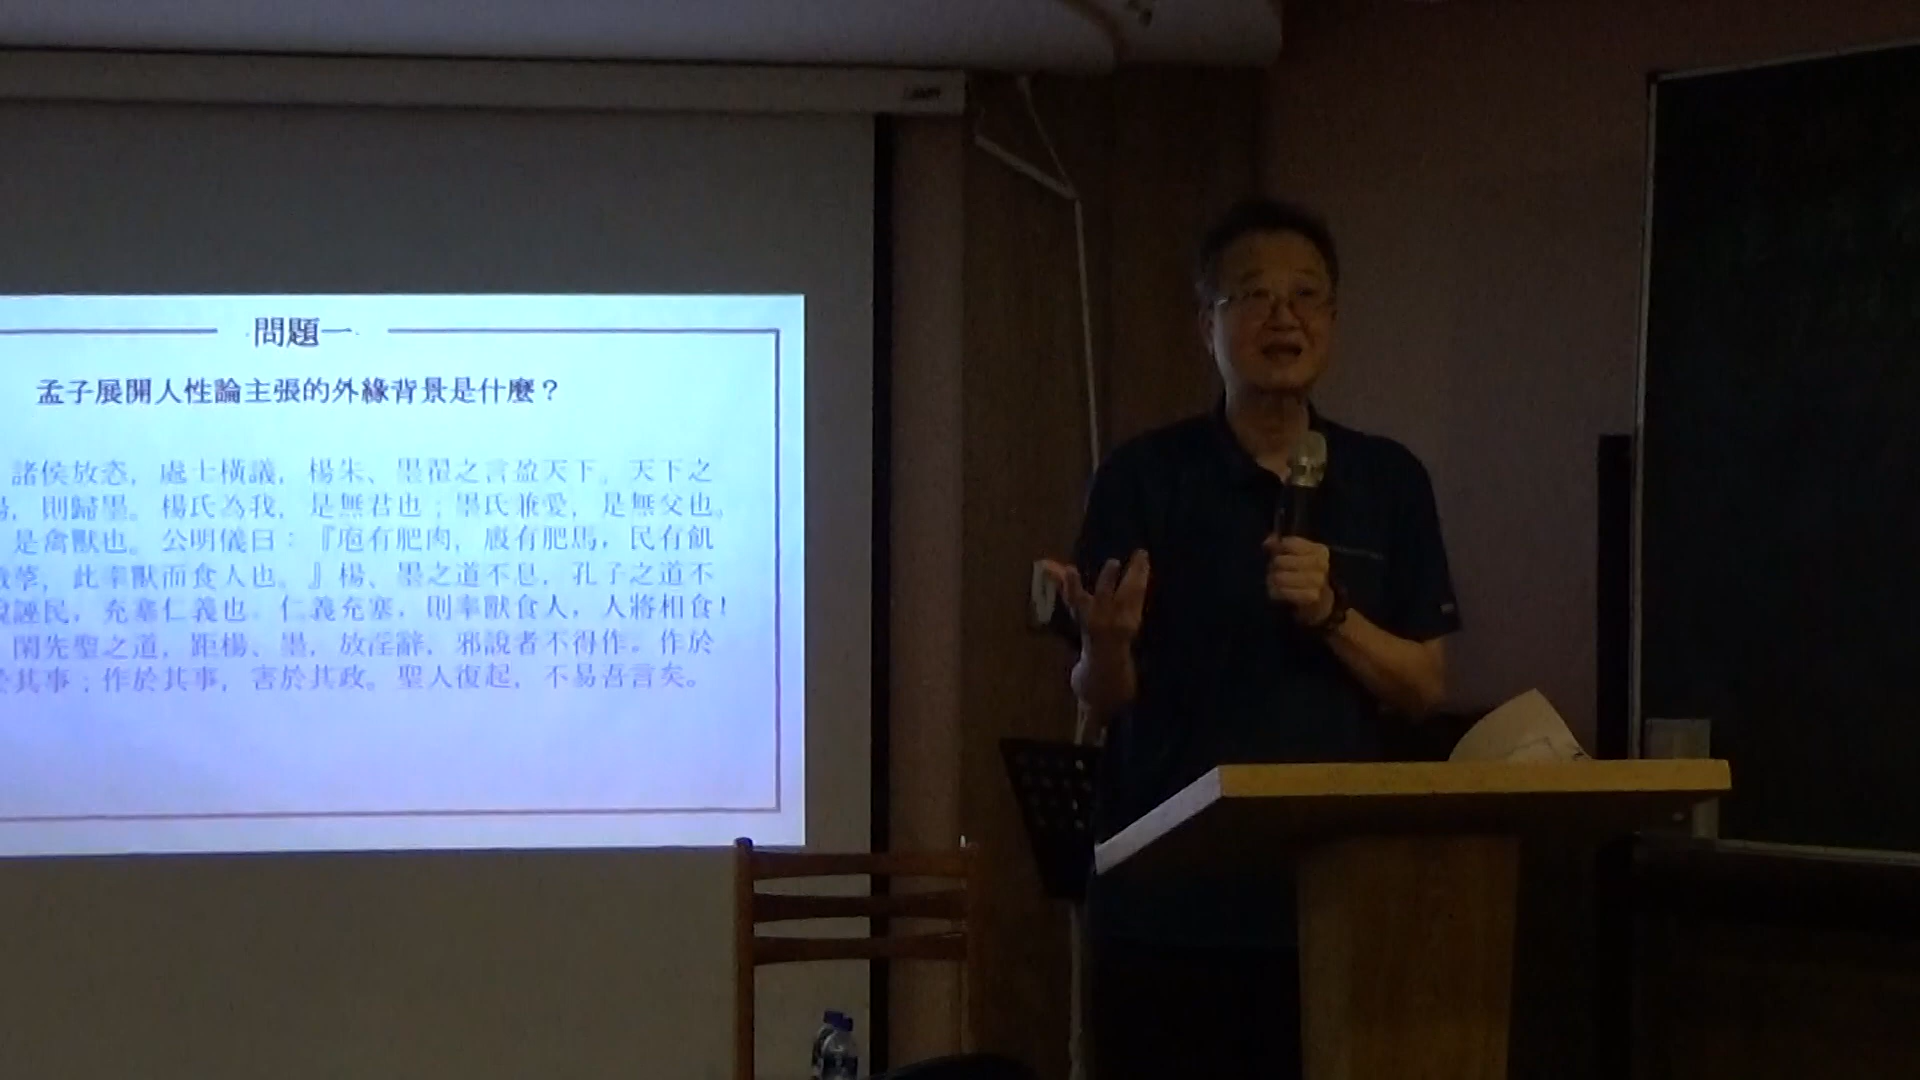 問題一
孟子展開人性論主張的外緣背景是什麼？
諸侯放恣，處士橫議，楊朱、墨翟之言盈天下。天下之
，則歸墨。楊氏為我，是無君也；墨氏兼愛，是無父也。
是禽獸也。公明儀曰：『庖有肥肉，廄有肥馬，民有飢
莩，此率獸而食人也。』楊、墨之道不息，孔子之道不
誣民，充塞仁義也。仁義充塞，則率獸食人，人將相食！
閑先聖之道，距楊、墨，放淫辭，邪說者不得作。作於
其事；作於其事，害於其政。聖人復起，不易吾言矣。